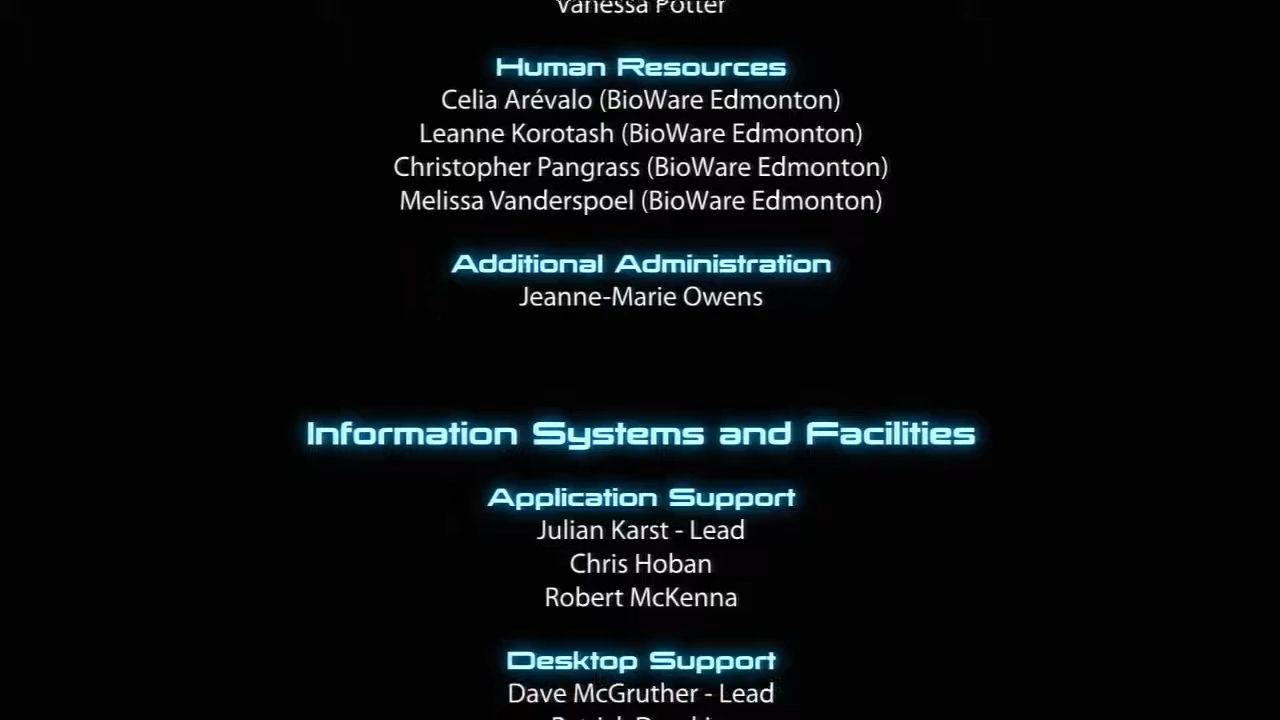 Vanessa Potter
Human Resources
Celia Arévalo (BioWare Edmonton)
Leanne Korotash (BioWare Edmonton)
Christopher Pangrass (BioWare Edmonton)
Melissa Vanderspoel (BioWare Edmonton)
Additional Administration
Jeanne-Marie Owens
Information Systems and Facilities
Application Support
Julian Karst - Lead
Chris Hoban
Robert McKenna
Desktop Support
Dave McGruther - Lead